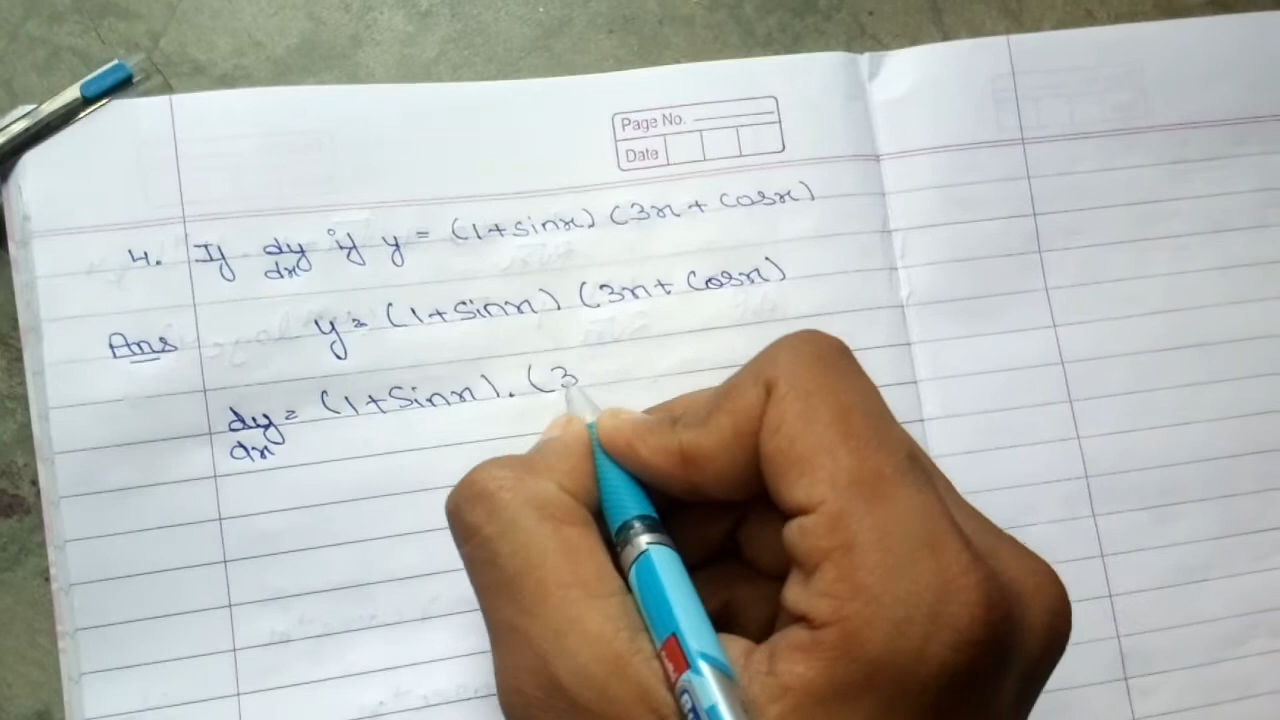 Page No.
Date
4. If dy/dx if y = (1+sinx) (3x + cosx)
Ans y = (1+sinx) (3x + cosx)
dy/dx = (1+sinx). (3